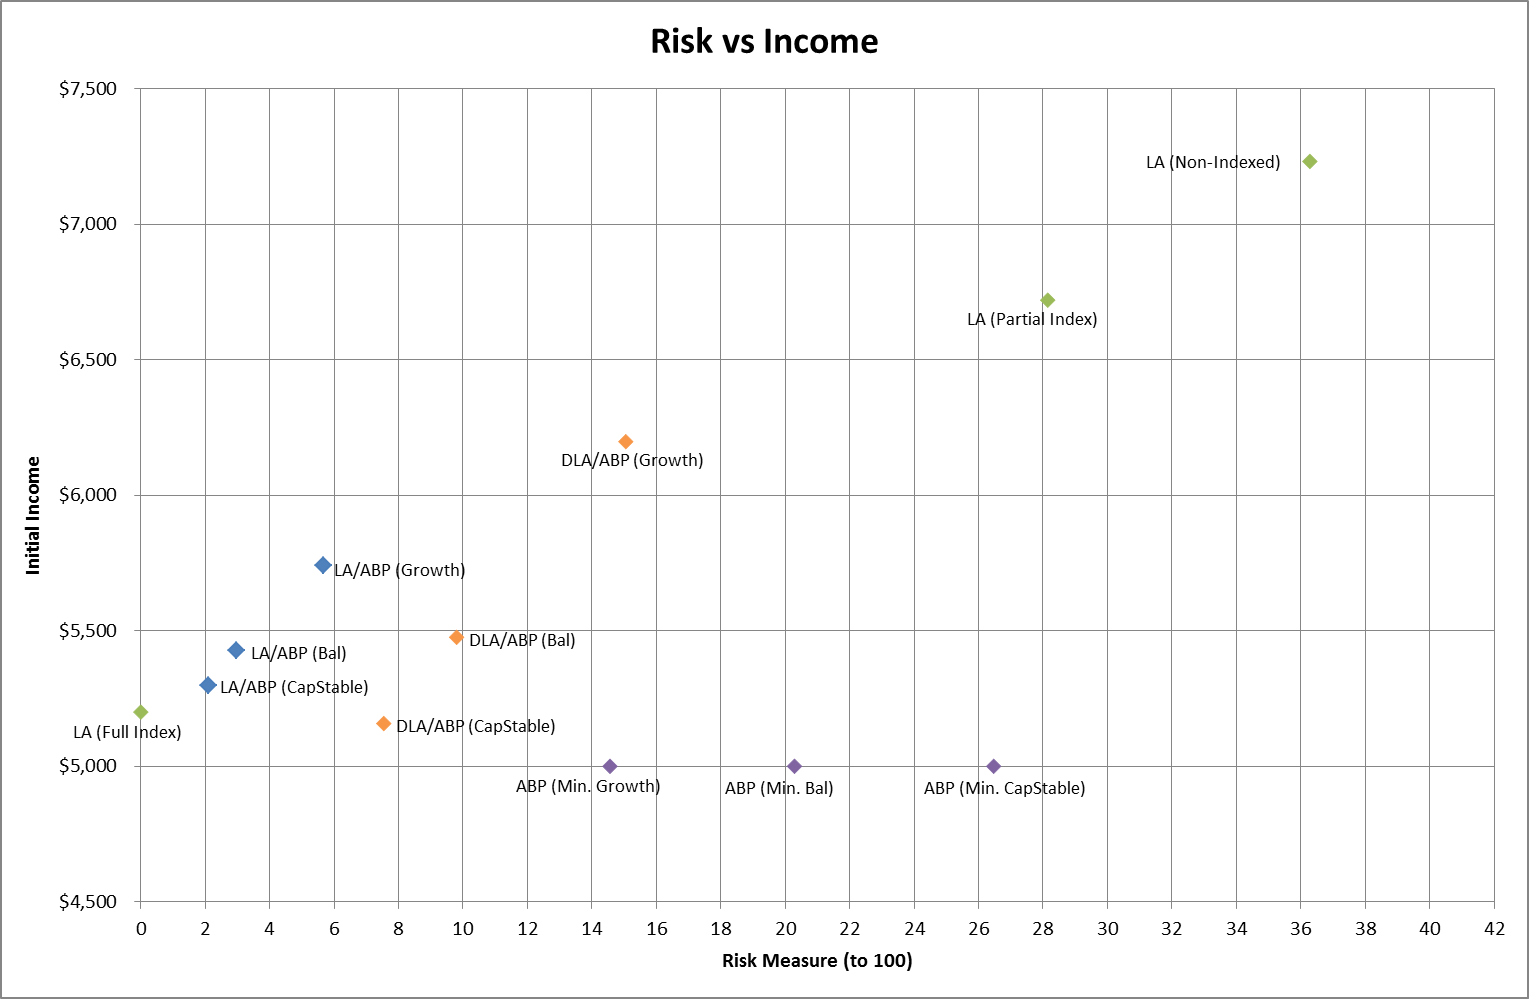 Risk vs Income
$7,500
LA (Non-Indexed)
$7,000
LA (Partial Index)
$6,500
DLA/ABP (Growth)
$6,000
Initial Income
LA/ABP (Growth)
$5,500
DLA/ABP (Bal)
LA/ABP (Bal)
LA/ABP (CapStable)
LA (Full Index)
DLA/ABP (CapStable)
$5,000
ABP (Min. Growth)
ABP (Min. Bal)
ABP (Min. CapStable)
$4,500
0 2 4 6 8 10 12 14 16 18 20 22 24 26 28 30 32 34 36 38 40 42
Risk Measure (to 100)